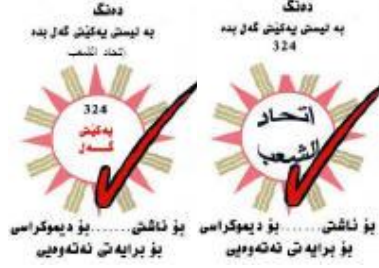 دەنگ
بە لیستی یەکێتی گەل بدە
اتحاد الشعب
324
یەکێتی
گـــەل
بۆ ئاشتی........بۆ دیموکراسی
بۆ برایەتی نەتەوەیی
دەنگ
بە لیستی یەکێتی گەل بدە
324
اتحاد
الشعب
بۆ ئاشتی........بۆ دیموکراسی
بۆ برایەتی نەتەوەیی